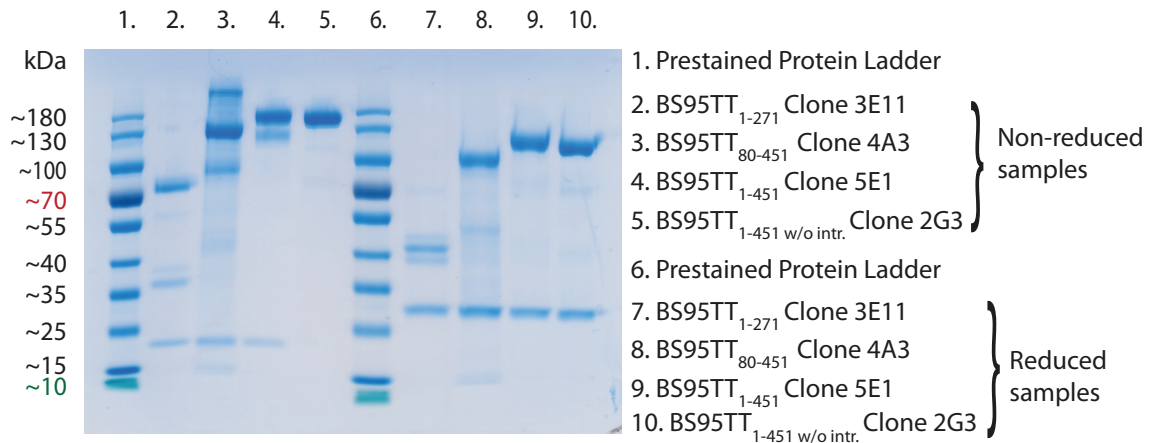 1. 2. 3. 4. 5. 6. 7. 8. 9. 10.
kDa
~180
~130
~100
~70
~55
~40
~35
~25
~15
~10
1. Prestained Protein Ladder
2. BS95TT1-271 Clone 3E11
3. BS95TT80-451 Clone 4A3
4. BS95TT1-451 Clone 5E1
5. BS95TT1-451 w/o intr. Clone 2G3
Non-reduced
samples
6. Prestained Protein Ladder
7. BS95TT1-271 Clone 3E11
8. BS95TT80-451 Clone 4A3
9. BS95TT1-451 Clone 5E1
10. BS95TT1-451 w/o intr. Clone 2G3
Reduced
samples